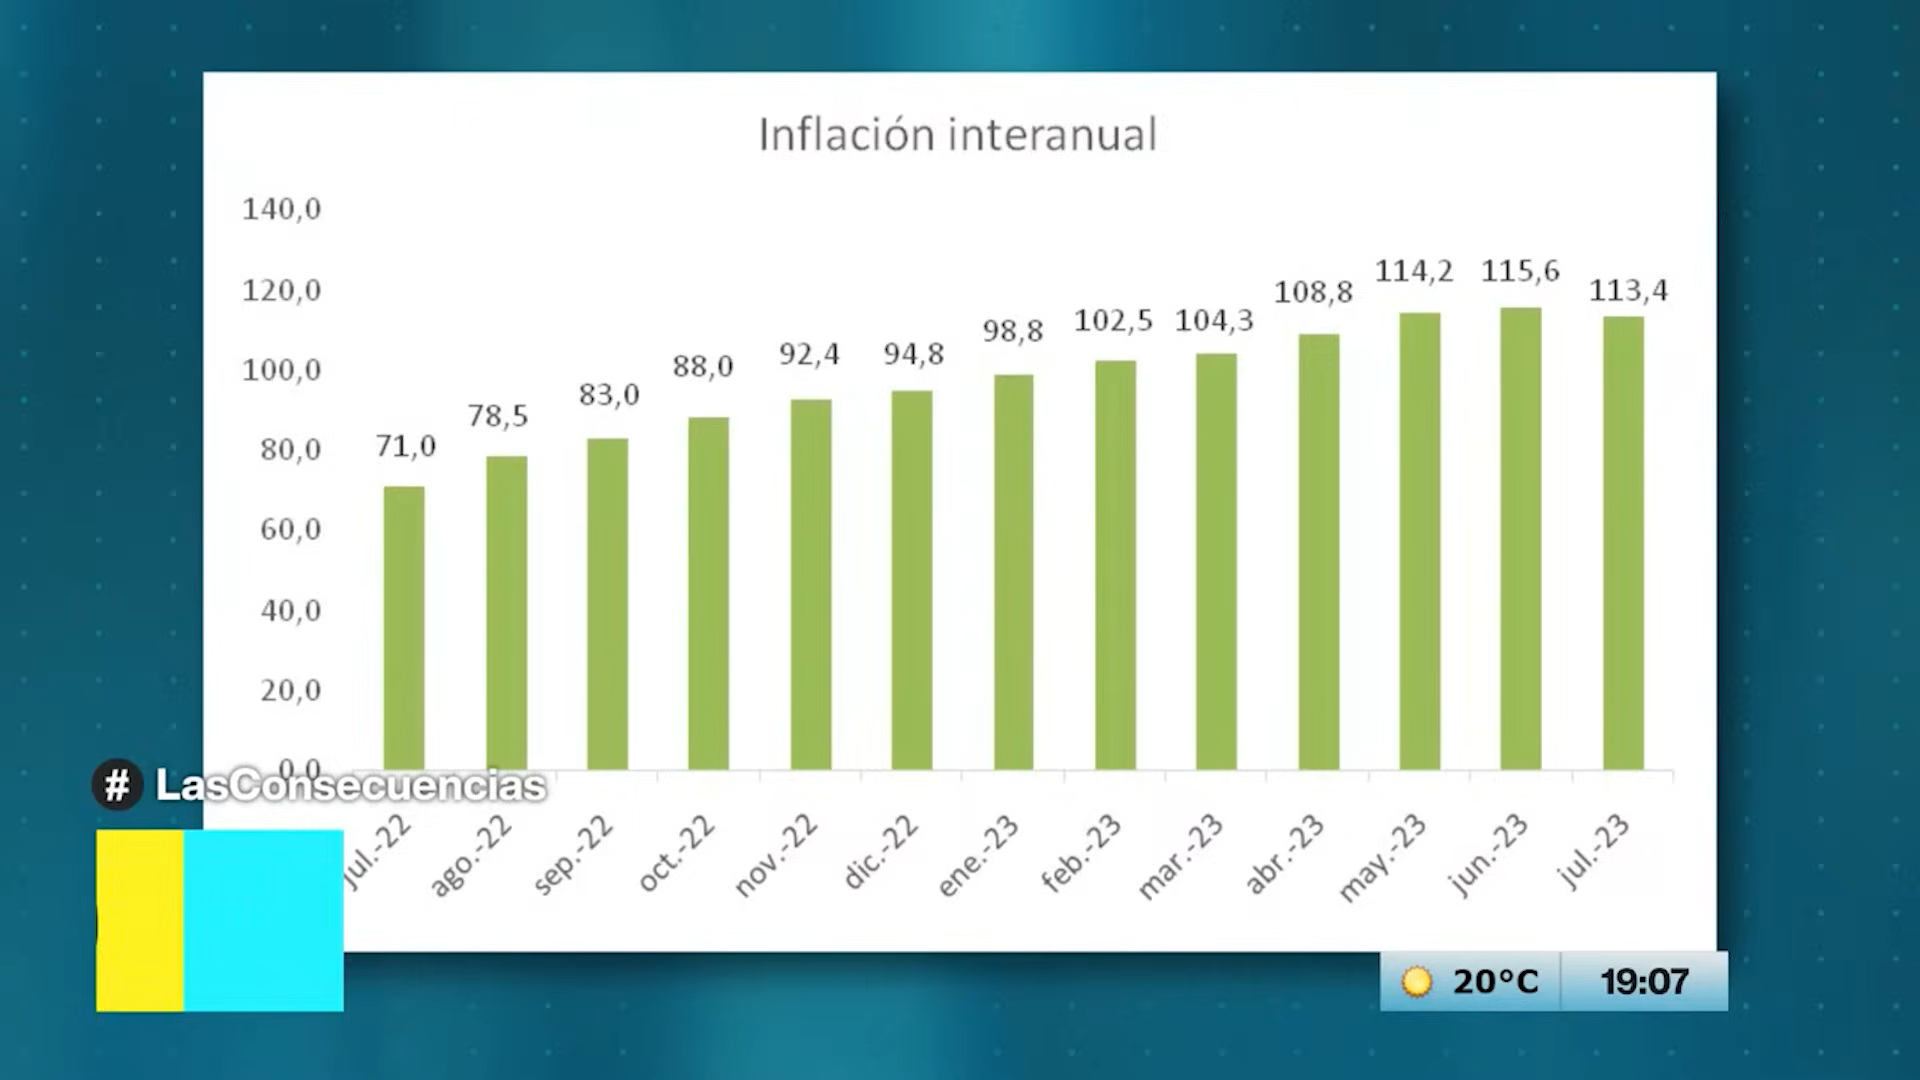 Inflación interanual
140,0
120,0
100,0
80,0
60,0
40,0
20,0
0,0
71,0
78,5
83,0
88,0
92,4
94,8
98,8
102,5
104,3
108,8
114,2
115,6
113,4
# LasConsecuencias
jul.-22
ago.-22
sep.-22
oct.-22
nov.-22
dic.-22
ene.-23
feb.-23
mar.-23
abr.-23
may.-23
jun.-23
jul.-23
20°C
19:07